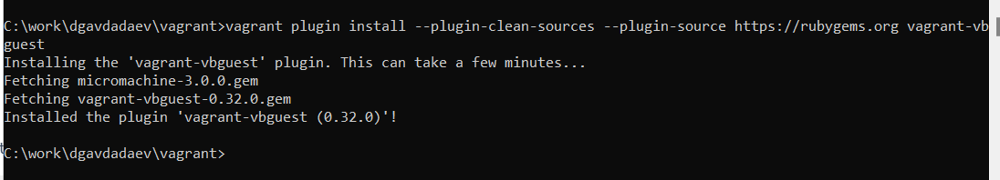 C:\work\dgavdadaev\vagrant>vagrant plugin install --plugin-clean-sources --plugin-source https://rubygems.org vagrant-vb
guest
Installing the 'vagrant-vbguest' plugin. This can take a few minutes...
Fetching micromachine-3.0.0.gem
Fetching vagrant-vbguest-0.32.0.gem
Installed the plugin 'vagrant-vbguest (0.32.0)'!
C:\work\dgavdadaev\vagrant>